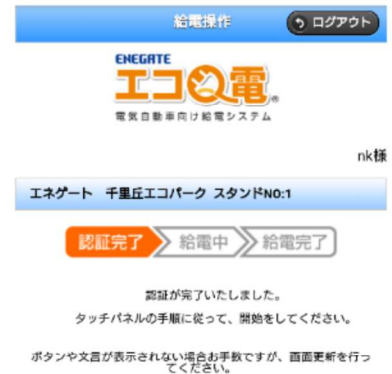 給電操作
ログアウト
ENEGATE
エコQ電
電気自動車向け給電システム
nk様
エネゲート 千里丘エコパーク スタンドNO:1
認証完了
給電中
給電完了
認証が完了いたしました。
タッチパネルの手順に従って、開始をしてください。
ボタンや文言が表示されない場合お手数ですが、画面更新を行っ
てください。